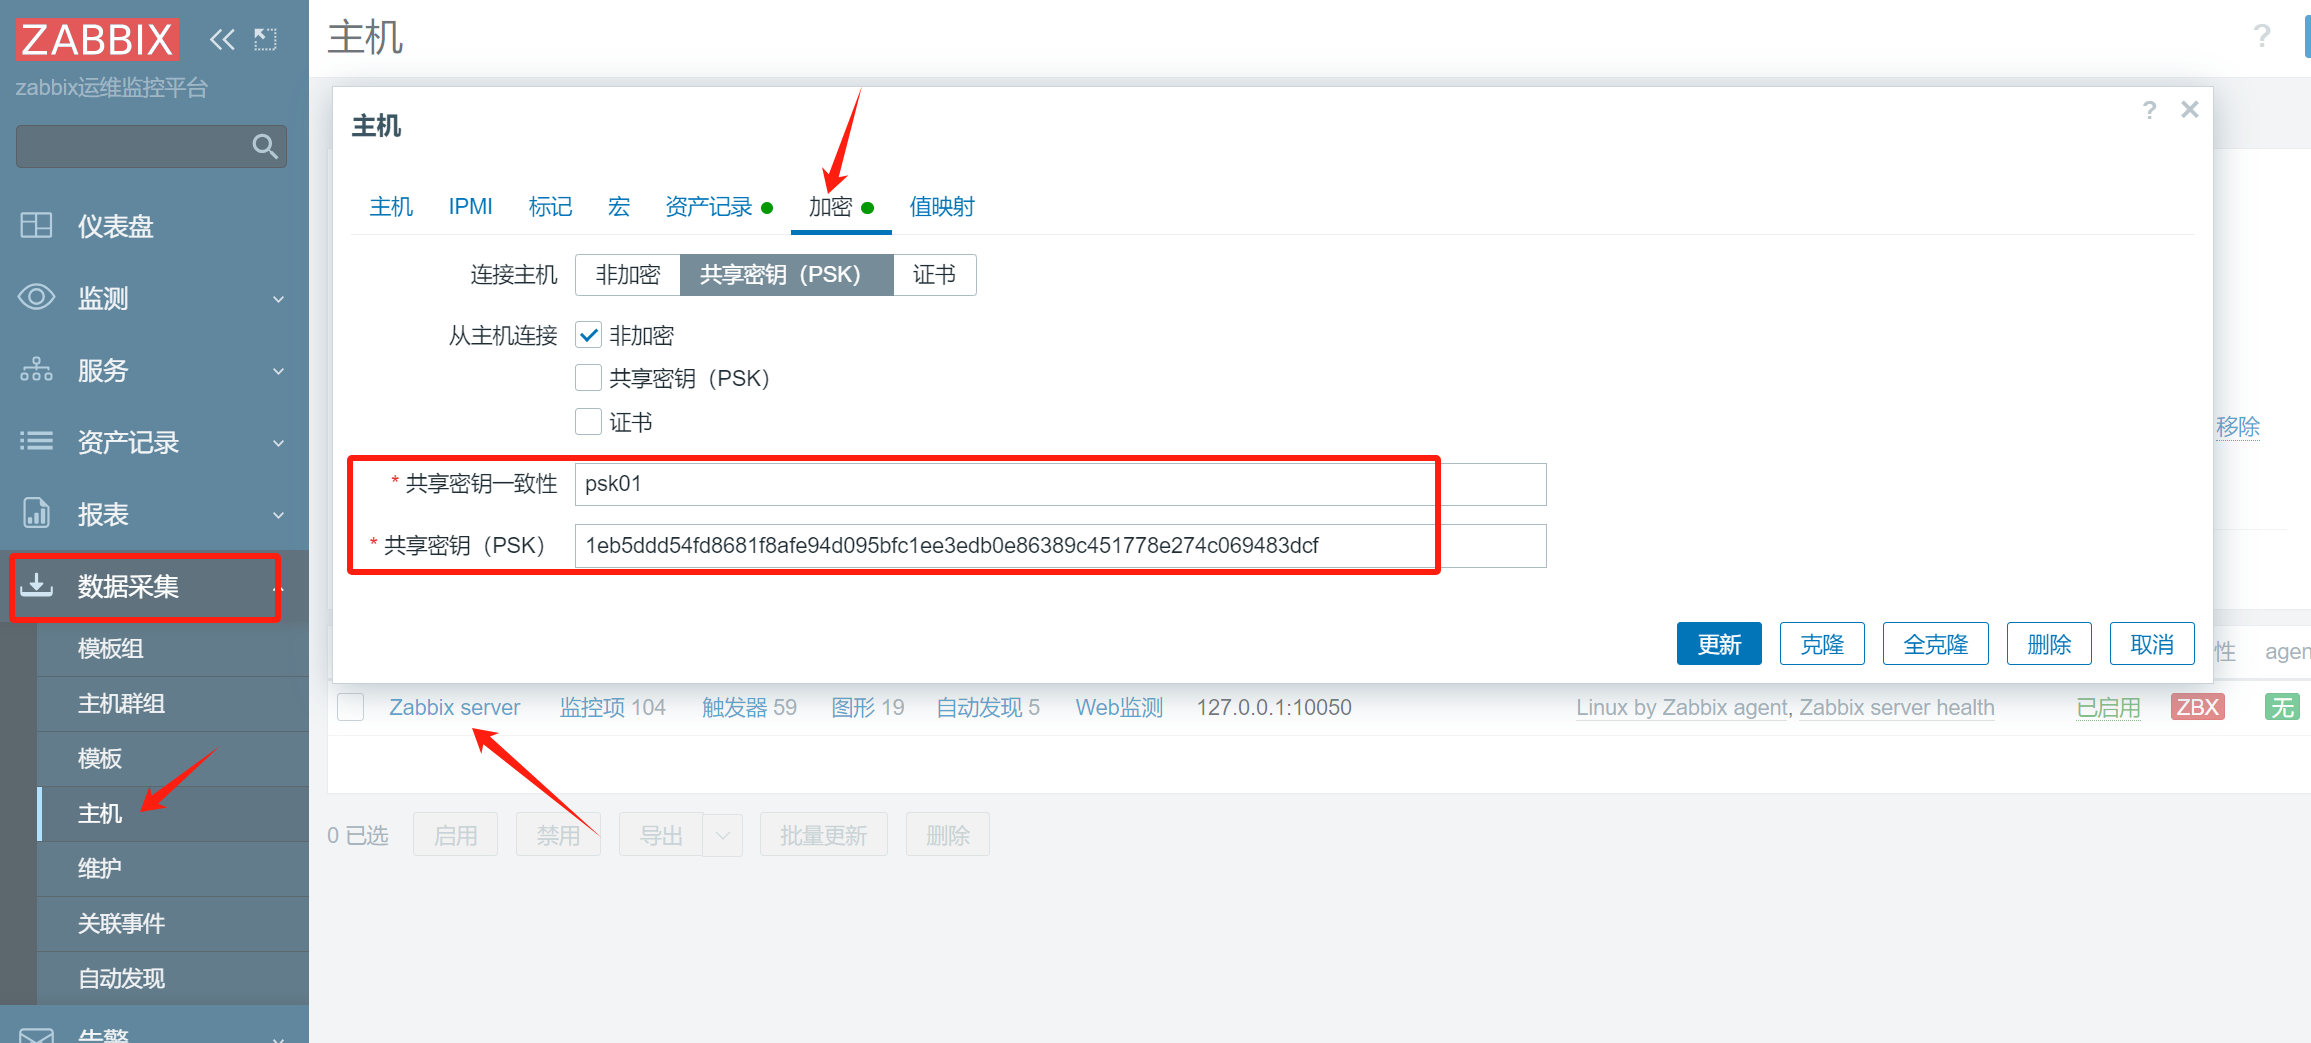 ZABBIX
zabbix运维监控平台
仪表盘
监测
服务
资产记录
报表
数据采集
模板组
主机群组
模板
主机
维护
关联事件
自动发现
告警
主机
?
主机
?
主机 IPMI 标记 宏 资产记录 加密 值映射
连接主机 非加密 共享密钥（PSK） 证书
从主机连接 非加密
共享密钥（PSK）
证书
移除
* 共享密钥一致性 psk01
* 共享密钥（PSK） 1eb5ddd54fd8681f8afe94d095bfc1ee3edb0e86389c451778e274c069483dcf
更新 克隆 全克隆 删除 取消
性 agen
Zabbix server 监控项 104 触发器 59 图形 19 自动发现 5 Web监测 127.0.0.1:10050 Linux by Zabbix agent, Zabbix server health 已启用 ZBX 无
0 已选 启用 禁用 导出 批量更新 删除